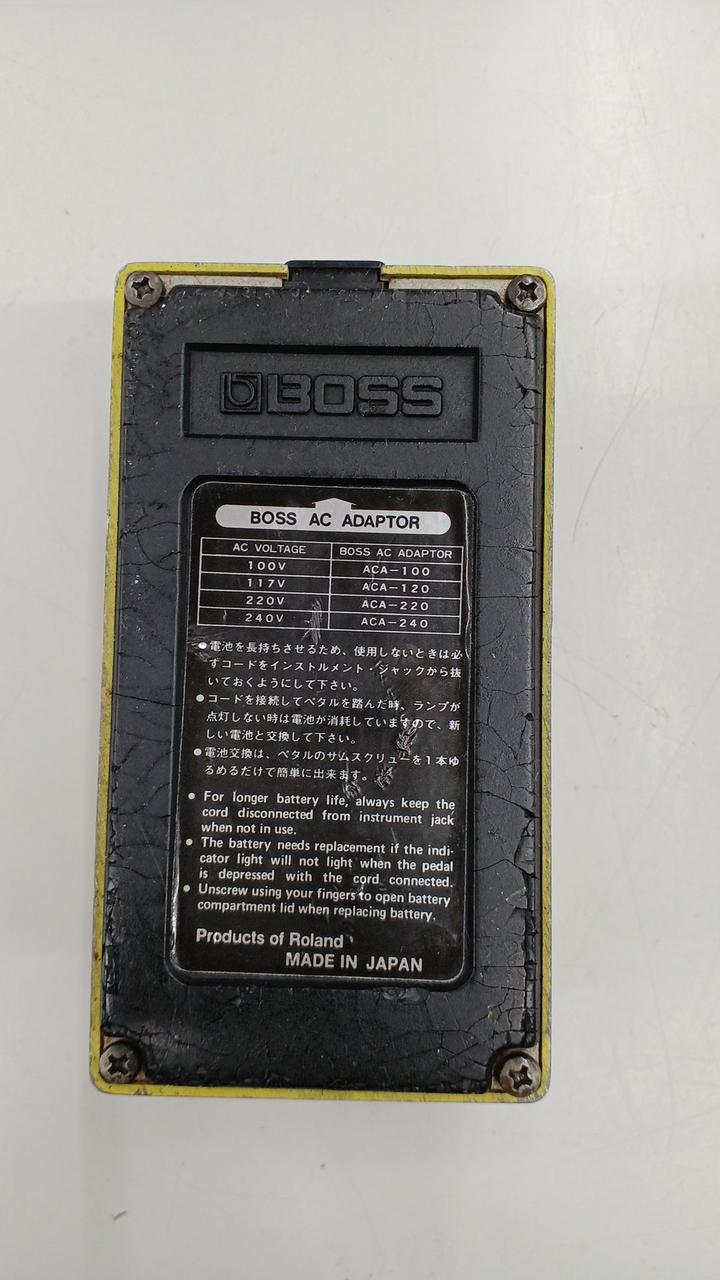 BOSS
BOSS AC ADAPTOR
AC VOLTAGE BOSS AC ADAPTOR
100V ACA-100
117V ACA-120
220V ACA-220
240V ACA-240
●電池を長持ちさせるため、使用しないときは必
ずコードをインストルメント・ジャックから抜
いておくようにして下さい。
●コードを接続してペタルを踏んだ時、ランプが
点灯しない時は電池が消耗していますので、新
しい電池と交換して下さい。
●電池交換は、ペタルのサムスクリューを1本ゆ
るめるだけで簡単に出来ます。
● For longer battery life, always keep the
cord disconnected from instrument jack
when not in use.
● The battery needs replacement if the indi-
cator light will not light when the pedal
is depressed with the cord connected.
● Unscrew using your fingers to open battery
compartment lid when replacing battery.
Products of Roland
MADE IN JAPAN